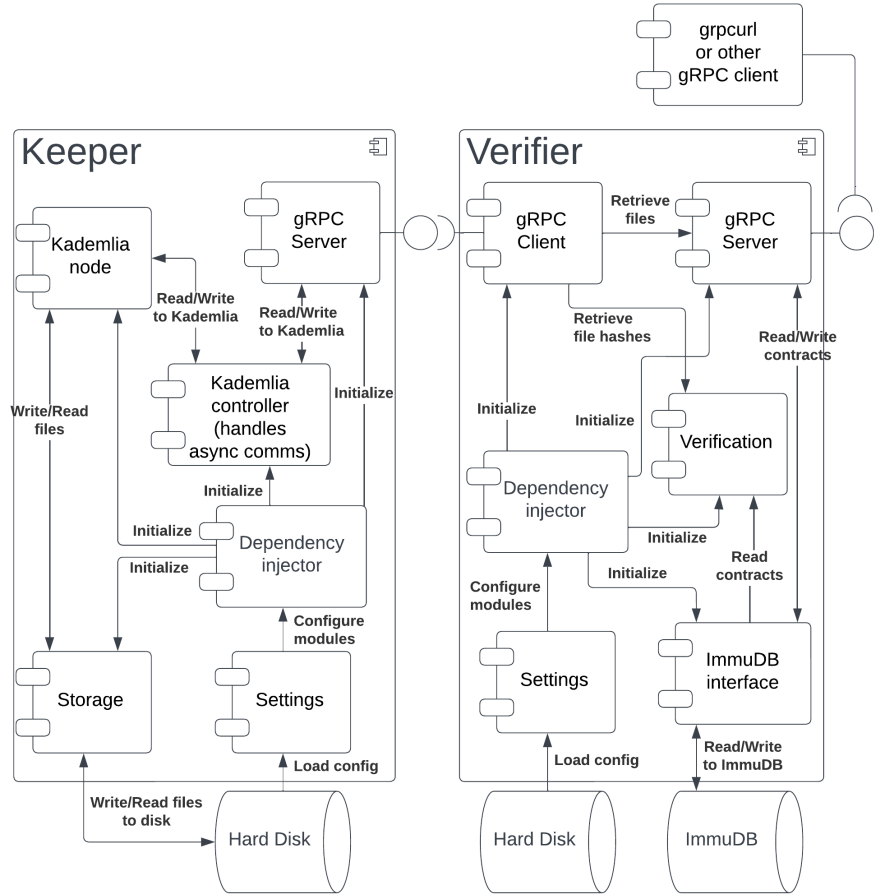 grpcurl
or other
gRPC client
Keeper
Verifier
Kademlia
node
gRPC
Server
gRPC
Client
Retrieve
files
gRPC
Server
Read/Write
to Kademlia
Read/Write
to Kademlia
Retrieve
file hashes
Read/Write
contracts
Kademlia
controller
(handles
async comms)
Initialize
Write/Read
files
Initialize
Initialize
Verification
Initialize
Dependency
injector
Initialize
Initialize
Dependency
injector
Initialize
Initialize
Read
contracts
Configure
modules
Configure
modules
Storage
Settings
Settings
ImmuDB
interface
Load config
Load config
Read/Write
to ImmuDB
Write/Read files
to disk
Hard Disk
Hard Disk
ImmuDB